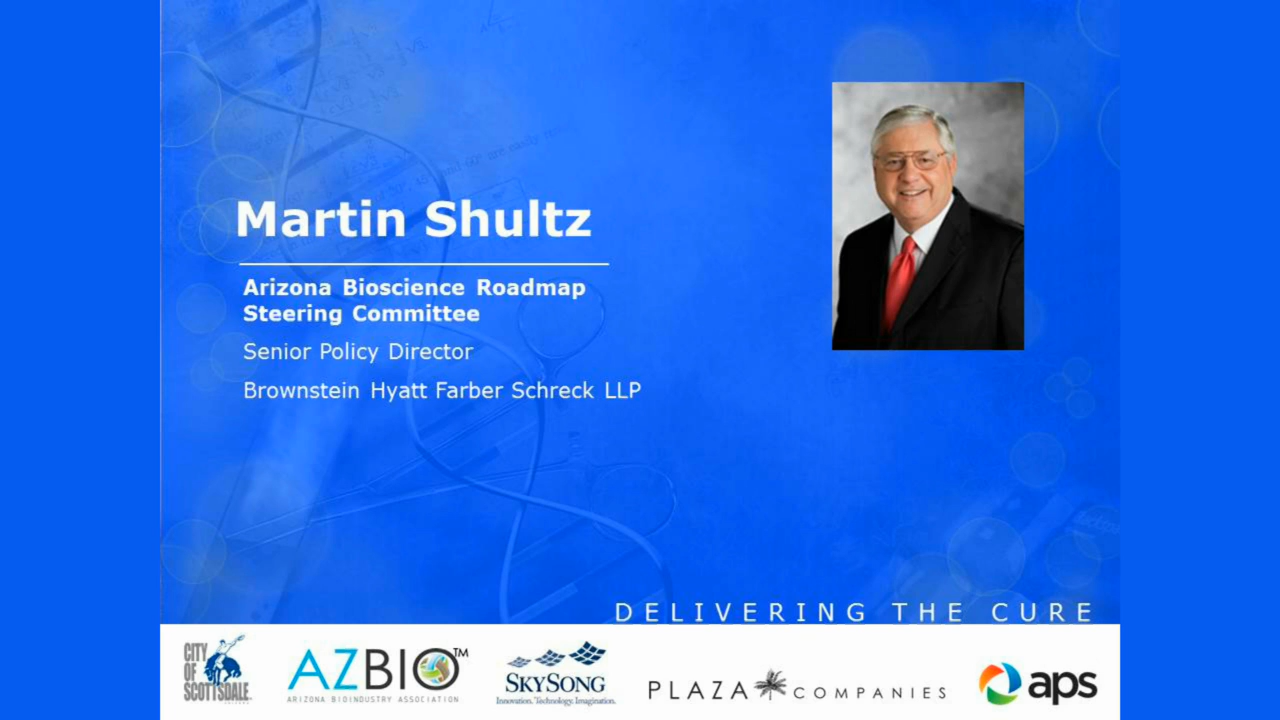 Martin Shultz
Arizona Bioscience Roadmap
Steering Committee
Senior Policy Director
Brownstein Hyatt Farber Schreck LLP
DELIVERING THE CURE
CITY
OF
SCOTTSDALE
AZBIO™
ARIZONA BIOINDUSTRY ASSOCIATION
SKYSONG
Innovation. Technology. Imagination.
PLAZA COMPANIES
aps